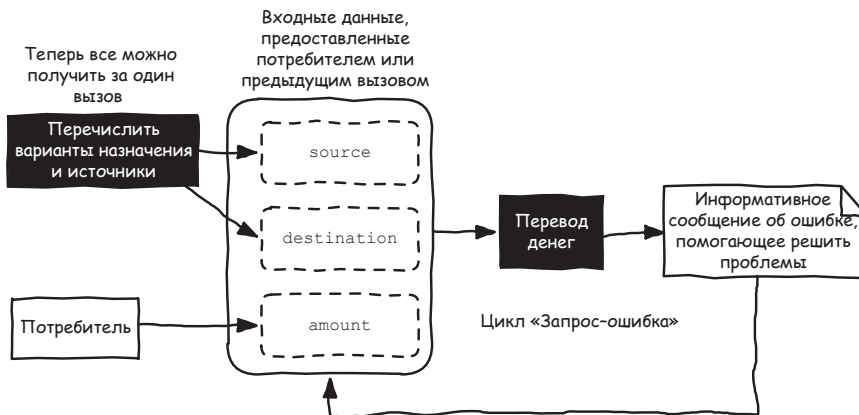 Входные данные,
предоставленные
потребителем или
предыдущим вызовом
Теперь все можно
получить за один
вызов
Перечислить
варианты назначения
и источники
source
destination
amount
Потребитель
Перевод
денег
Информативное
сообщение об ошибке,
помогающее решить
проблемы
Цикл «Запрос–ошибка»